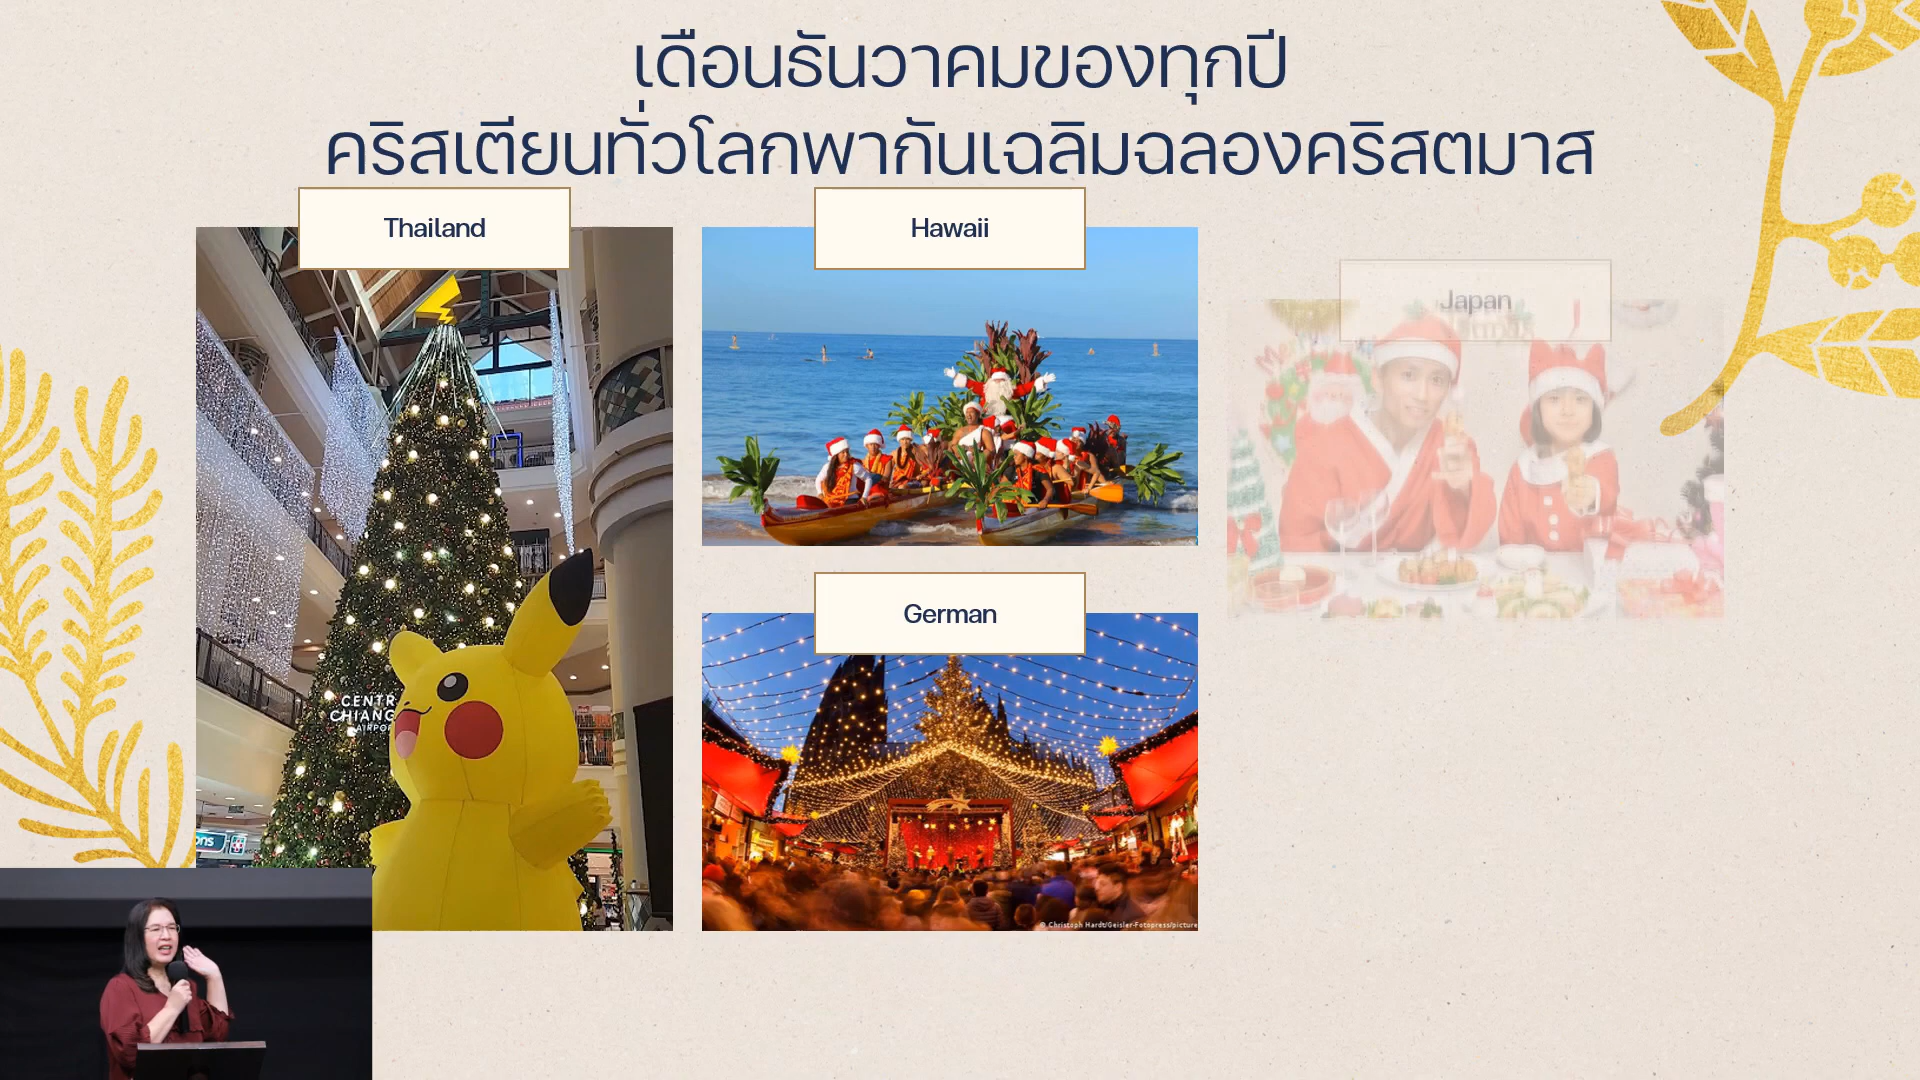 เดือนธันวาคมของทุกปี
คริสเตียนทั่วโลกพากันเฉลิมฉลองคริสตมาส
Thailand
Hawaii
Japan
German
CENTR
CHIANG
AIRPOR
ons
© Christoph Hardt/Geisler-Fotopress/picture